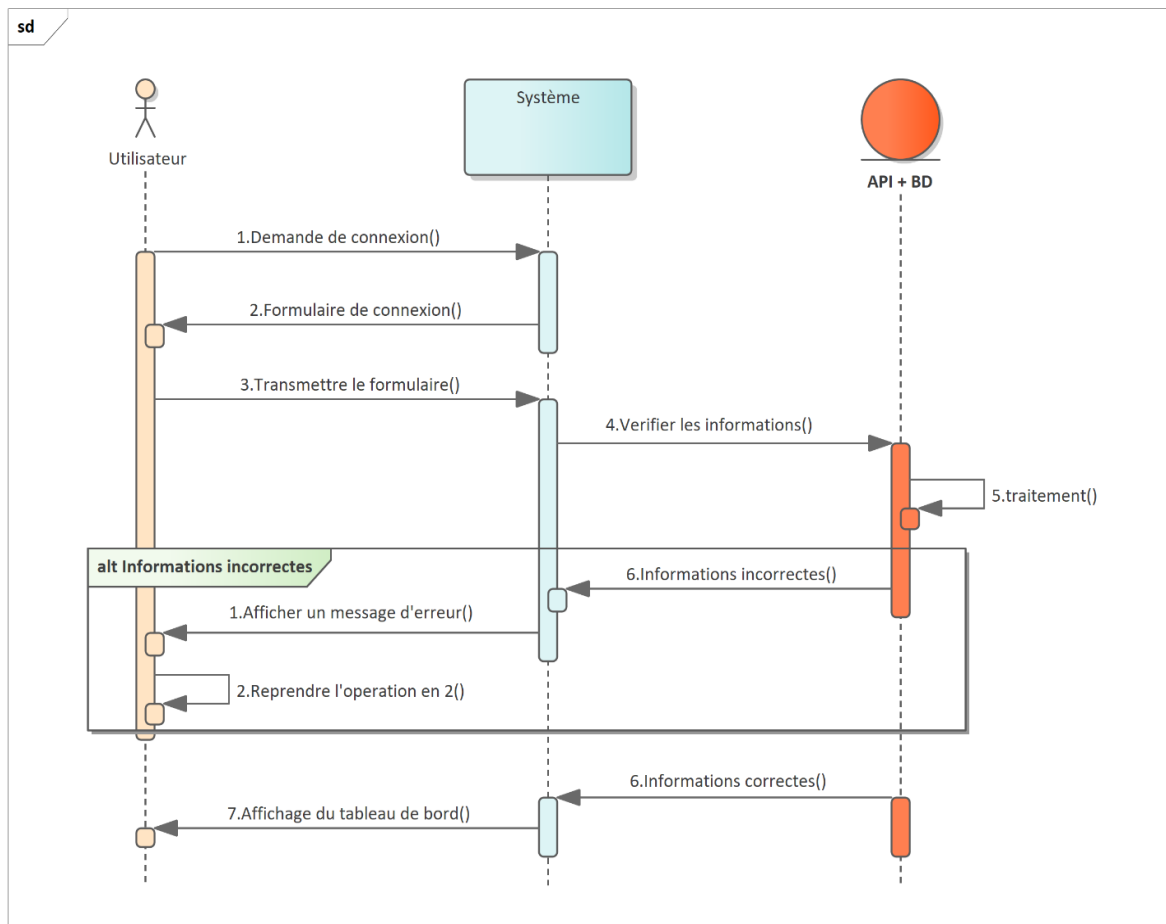 sd
Utilisateur
Système
API + BD
1.Demande de connexion()
2.Formulaire de connexion()
3.Transmettre le formulaire()
4.Verifier les informations()
5.traitement()
alt Informations incorrectes
6.Informations incorrectes()
1.Afficher un message d'erreur()
2.Reprendre l'operation en 2()
6.Informations correctes()
7.Affichage du tableau de bord()